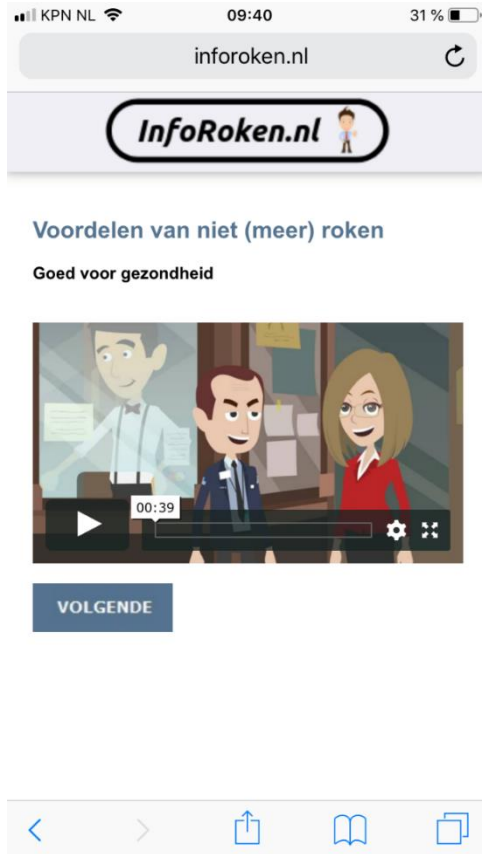 KPN NL 09:40 31 %
inforoken.nl
InfoRoken.nl
Voordelen van niet (meer) roken
Goed voor gezondheid
00:39
VOLGENDE